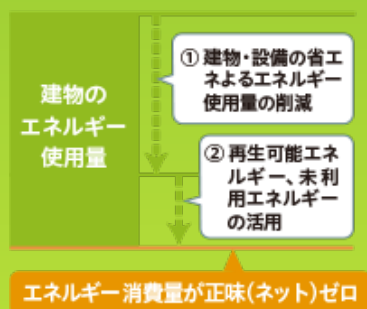 建物の
エネルギー
使用量
① 建物・設備の省エ
ネよるエネルギー
使用量の削減
② 再生可能エネ
ルギー、未利
用エネルギー
の活用
エネルギー消費量が正味(ネット)ゼロ